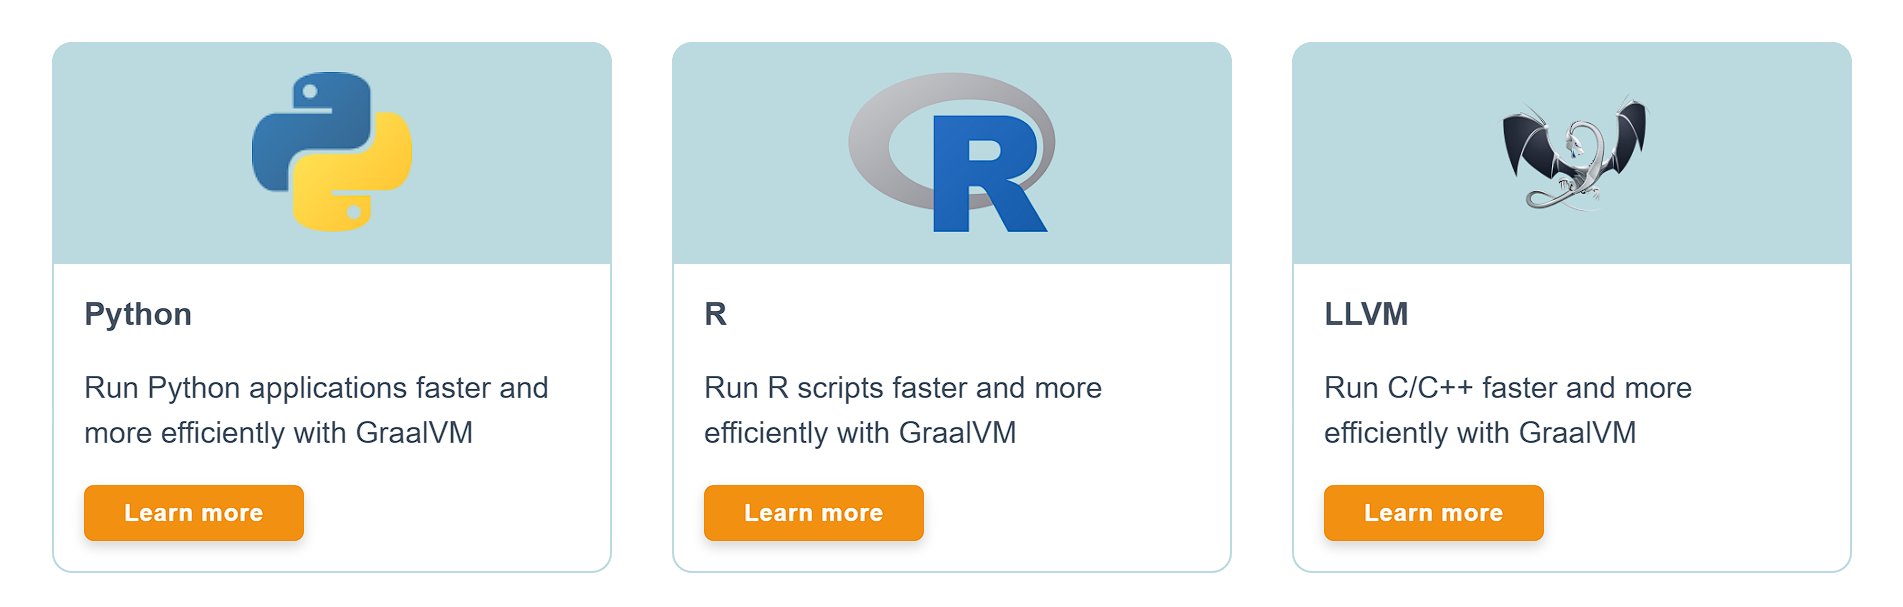 R
Python
Run Python applications faster and
more efficiently with GraalVM
Learn more
R
Run R scripts faster and more
efficiently with GraalVM
Learn more
LLVM
Run C/C++ faster and more
efficiently with GraalVM
Learn more